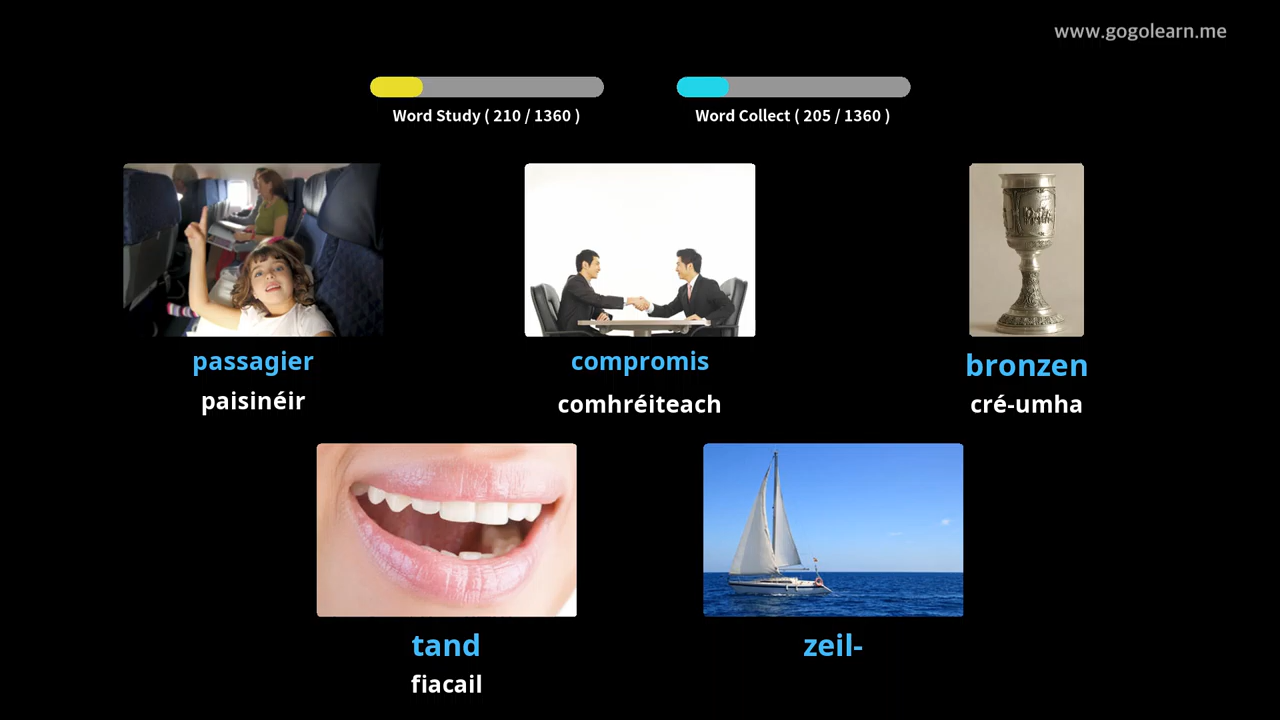 www.gogolearn.me
Word Study ( 210 / 1360 )
Word Collect ( 205 / 1360 )
passagier
paisinéir
compromis
comhréiteach
bronzen
cré-umha
tand
fiacail
zeil-